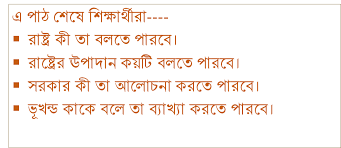 এ পাঠ শেষে শিক্ষার্থীরা----
▪ রাষ্ট্র কী তা বলতে পারবে।
▪ রাষ্ট্রের উপাদান কয়টি বলতে পারবে।
▪ সরকার কী তা আলোচনা করতে পারবে।
▪ ভূখন্ড কাকে বলে তা ব্যাখ্যা করতে পারবে।